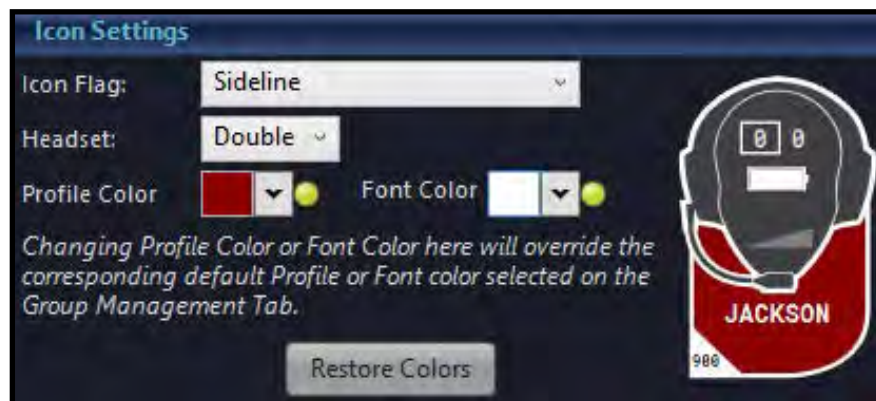 Icon Settings
Icon Flag: Sideline
Headset: Double
Profile Color Font Color
Changing Profile Color or Font Color here will override the
corresponding default Profile or Font color selected on the
Group Management Tab.
Restore Colors
0 0
JACKSON
900